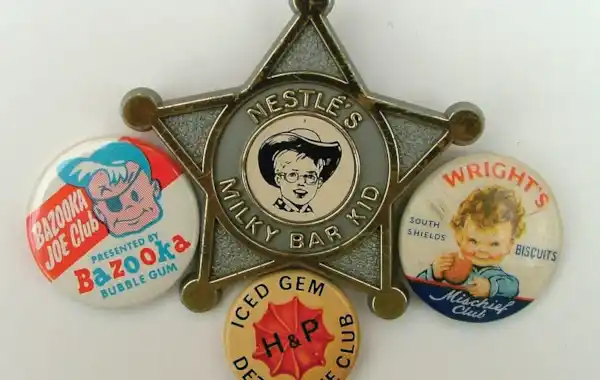 NESTLÉ'S
MILKY BAR KID
BAZOOKA
JOE Club
PRESENTED BY
Bazooka
BUBBLE GUM
WRIGHT'S
SOUTH
SHIELDS
BISCUITS
Mischief
Club
ICED GEM
H & P
CLUB